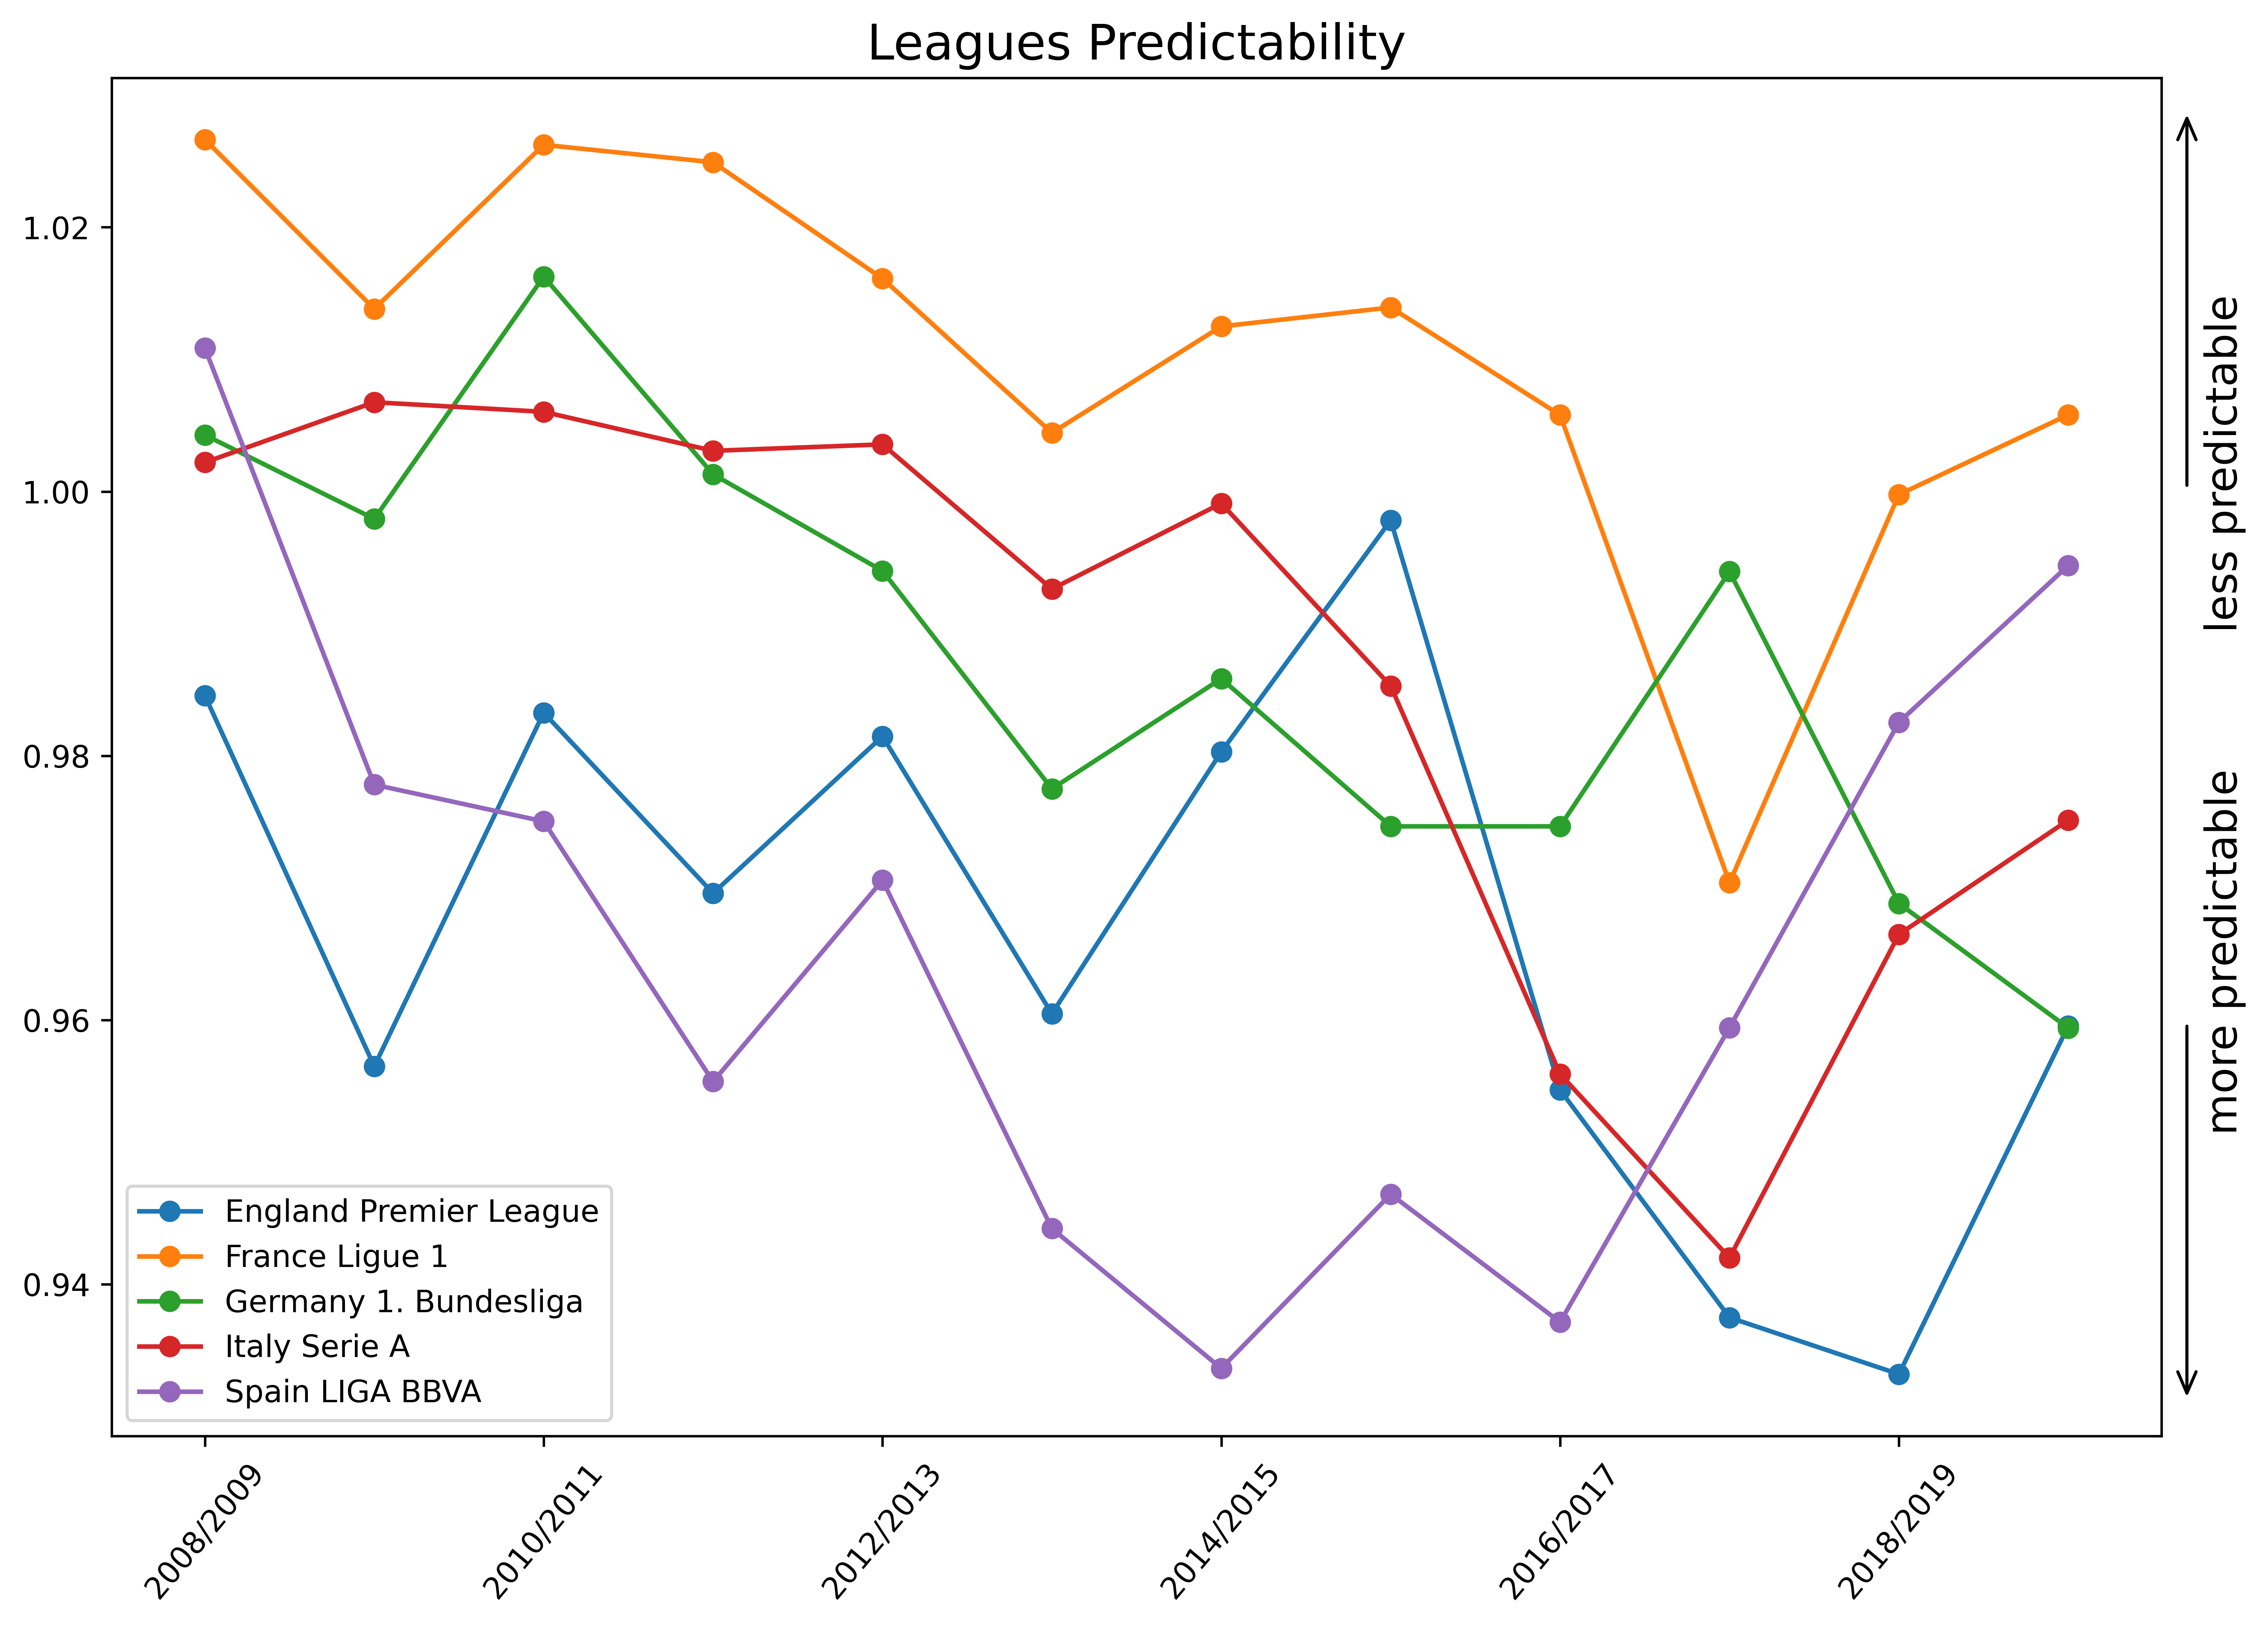 Leagues Predictability
1.02
1.00
0.98
0.96
0.94
less predictable
more predictable
England Premier League
France Ligue 1
Germany 1. Bundesliga
Italy Serie A
Spain LIGA BBVA
2008/2009
2010/2011
2012/2013
2014/2015
2016/2017
2018/2019